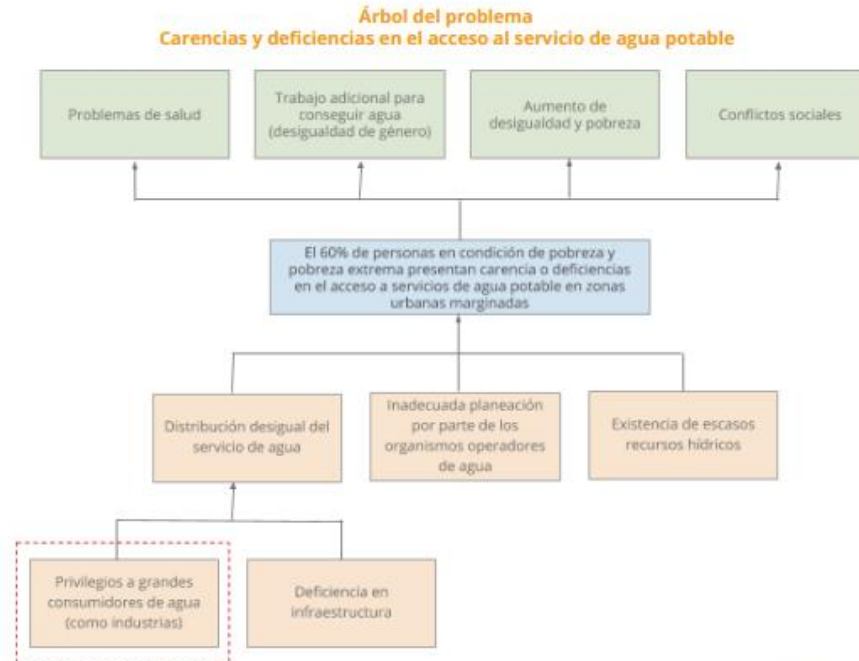 Árbol del problema
Carencias y deficiencias en el acceso al servicio de agua potable
Problemas de salud
Trabajo adicional para
conseguir agua
(desigualdad de género)
Aumento de
desigualdad y pobreza
Conflictos sociales
El 60% de personas en condición de pobreza y
pobreza extrema presentan carencia o deficiencias
en el acceso a servicios de agua potable en zonas
urbanas marginadas
Distribución desigual del
servicio de agua
Inadecuada planeación
por parte de los
organismos operadores
de agua
Existencia de escasos
recursos hídricos
Privilegios a grandes
consumidores de agua
(como industrias)
Deficiencia en
infraestructura